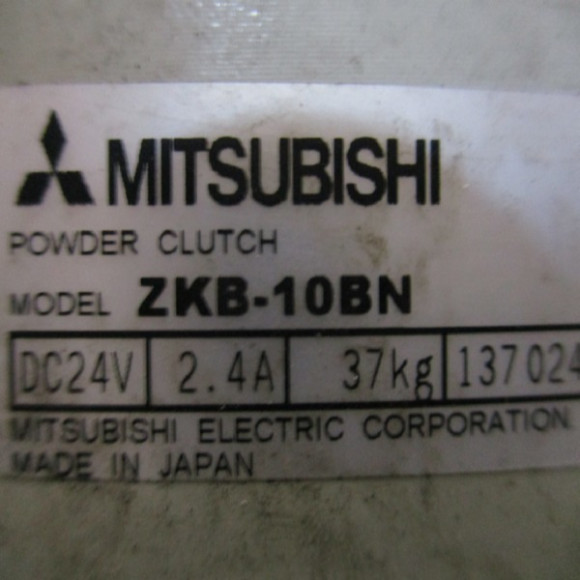 MITSUBISHI
POWDER CLUTCH
MODEL ZKB-10BN
DC24V 2.4A 37kg 137024
MITSUBISHI ELECTRIC CORPORATION
MADE IN JAPAN